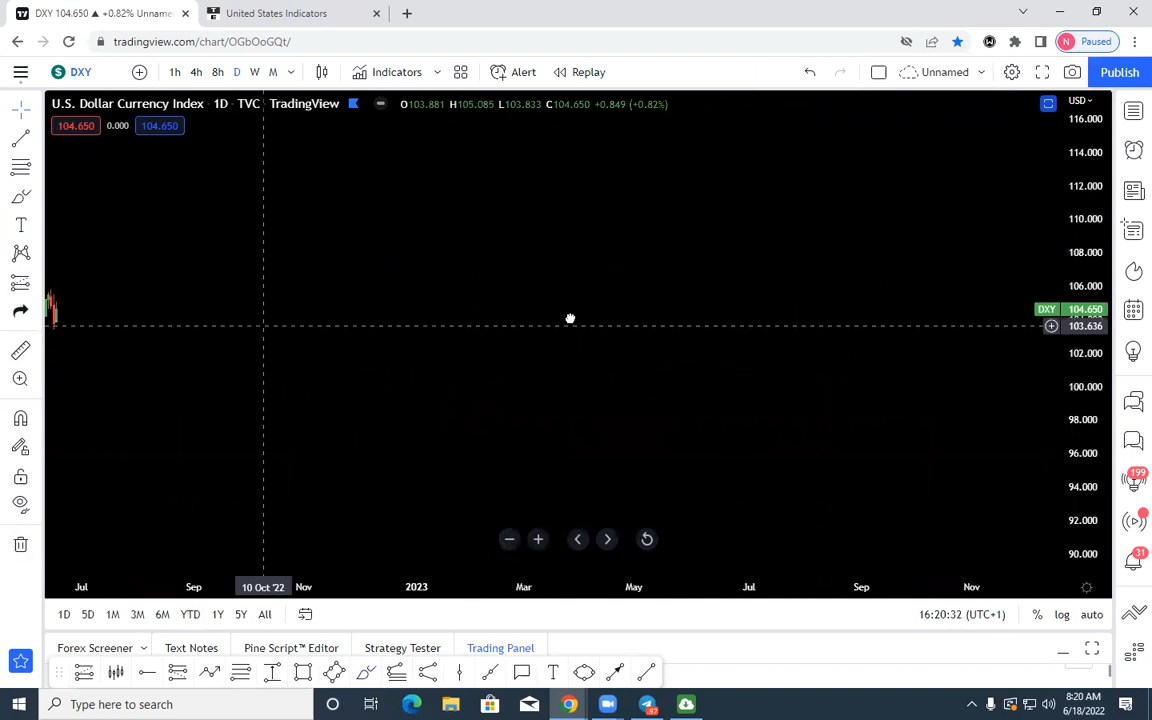 DXY 104.650 ▲ +0.82% Unname
United States Indicators
tradingview.com/chart/OGbOoGQt/
N Paused
DXY 1h 4h 8h D W M Indicators Alert Replay Unnamed Publish
U.S. Dollar Currency Index · 1D · TVC TradingView O103.881 H105.085 L103.833 C104.650 +0.849 (+0.82%) USD
104.650 0.000 104.650
116.000
114.000
112.000
110.000
108.000
106.000
DXY 104.650
103.636
102.000
100.000
98.000
96.000
94.000
92.000
90.000
Jul Sep 10 Oct '22 Nov 2023 Mar May Jul Sep Nov
1D 5D 1M 3M 6M YTD 1Y 5Y All 16:20:32 (UTC+1) % log auto
Forex Screener Text Notes Pine Script™ Editor Strategy Tester Trading Panel
199
31
Type here to search
8:20 AM
6/18/2022